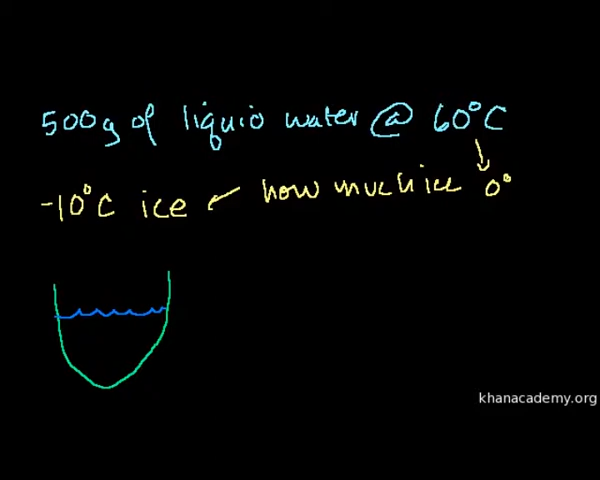 500g of liquid water @ 60°C
-10°C ice how much ice 0°
khanacademy.org